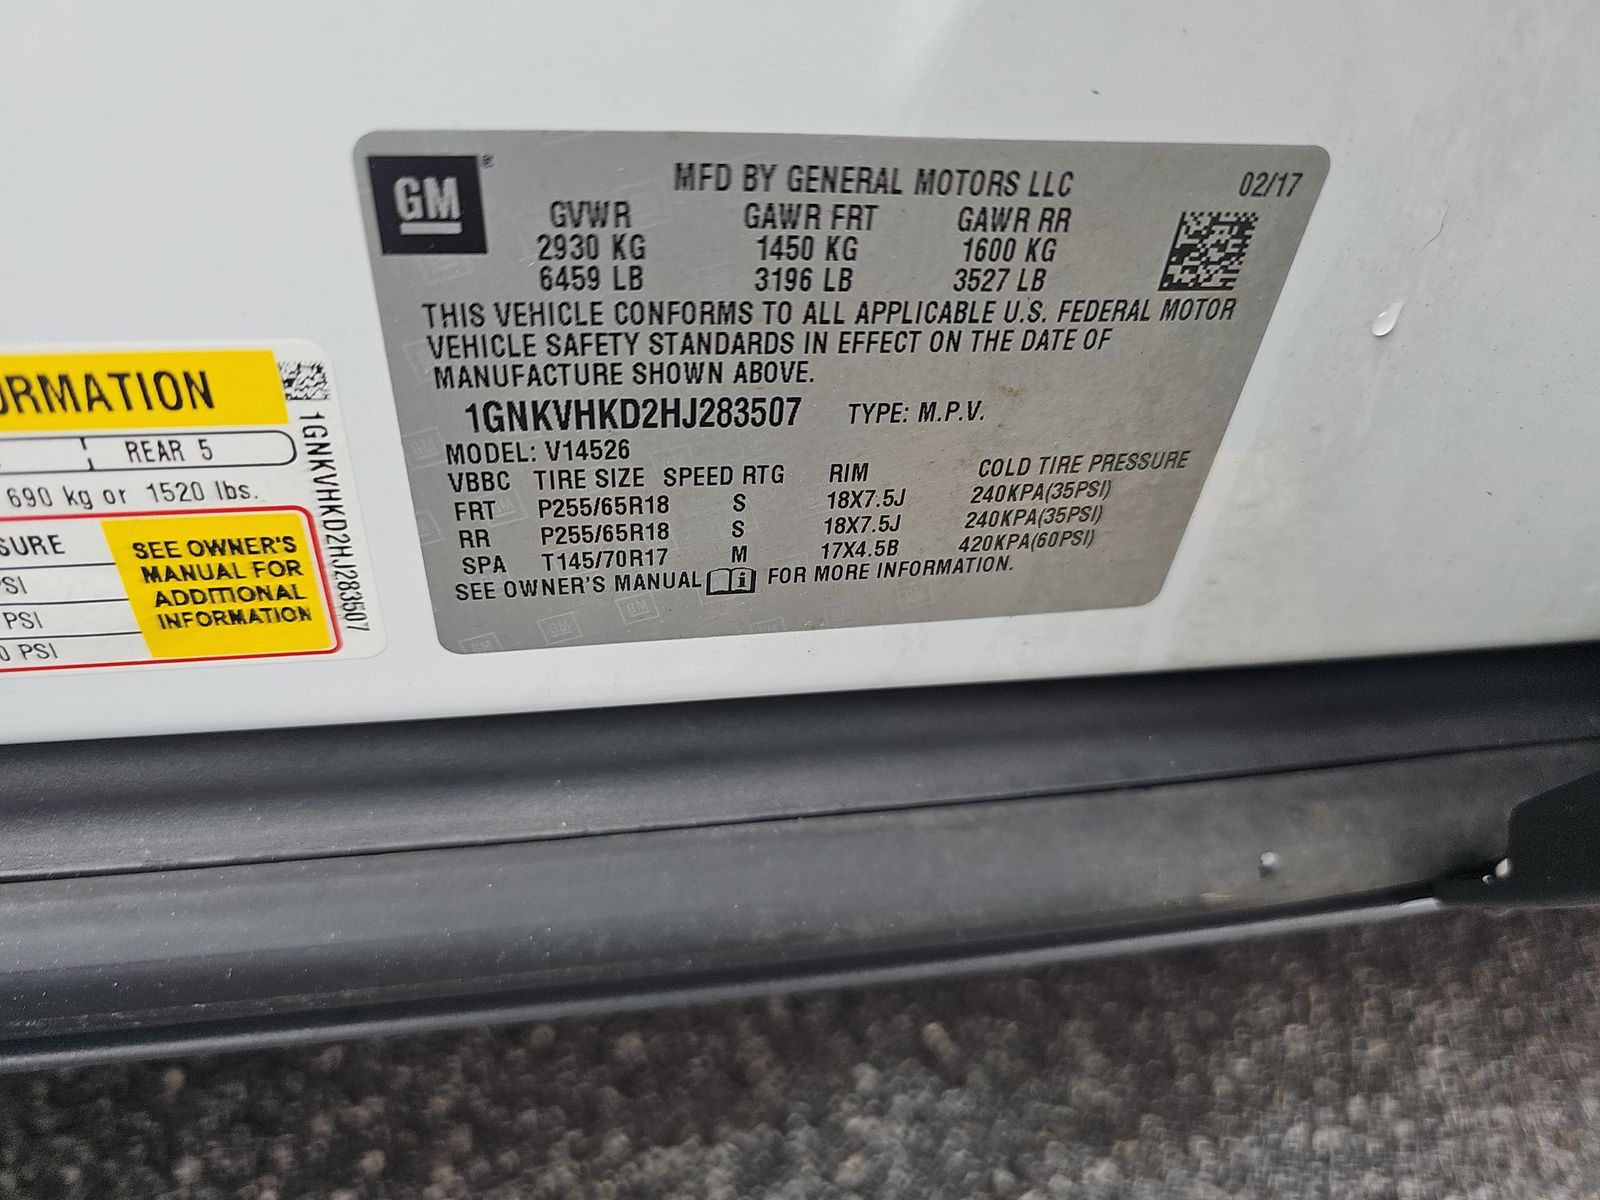 GM
MFD BY GENERAL MOTORS LLC 02/17
GVWR GAWR FRT GAWR RR
2930 KG 1450 KG 1600 KG
6459 LB 3196 LB 3527 LB
THIS VEHICLE CONFORMS TO ALL APPLICABLE U.S. FEDERAL MOTOR
VEHICLE SAFETY STANDARDS IN EFFECT ON THE DATE OF
MANUFACTURE SHOWN ABOVE.
1GNKVHKD2HJ283507 TYPE: M.P.V.
MODEL: V14526
VBBC TIRE SIZE SPEED RTG RIM COLD TIRE PRESSURE
FRT P255/65R18 S 18X7.5J 240KPA(35PSI)
RR P255/65R18 S 18X7.5J 240KPA(35PSI)
SPA T145/70R17 M 17X4.5B 420KPA(60PSI)
SEE OWNER'S MANUAL i FOR MORE INFORMATION.
ORMATION
REAR 5
690 kg or 1520 lbs.
SURE
PSI
PSI
0 PSI
SEE OWNER'S
MANUAL FOR
ADDITIONAL
INFORMATION
1GNKVHKD2HJ283507